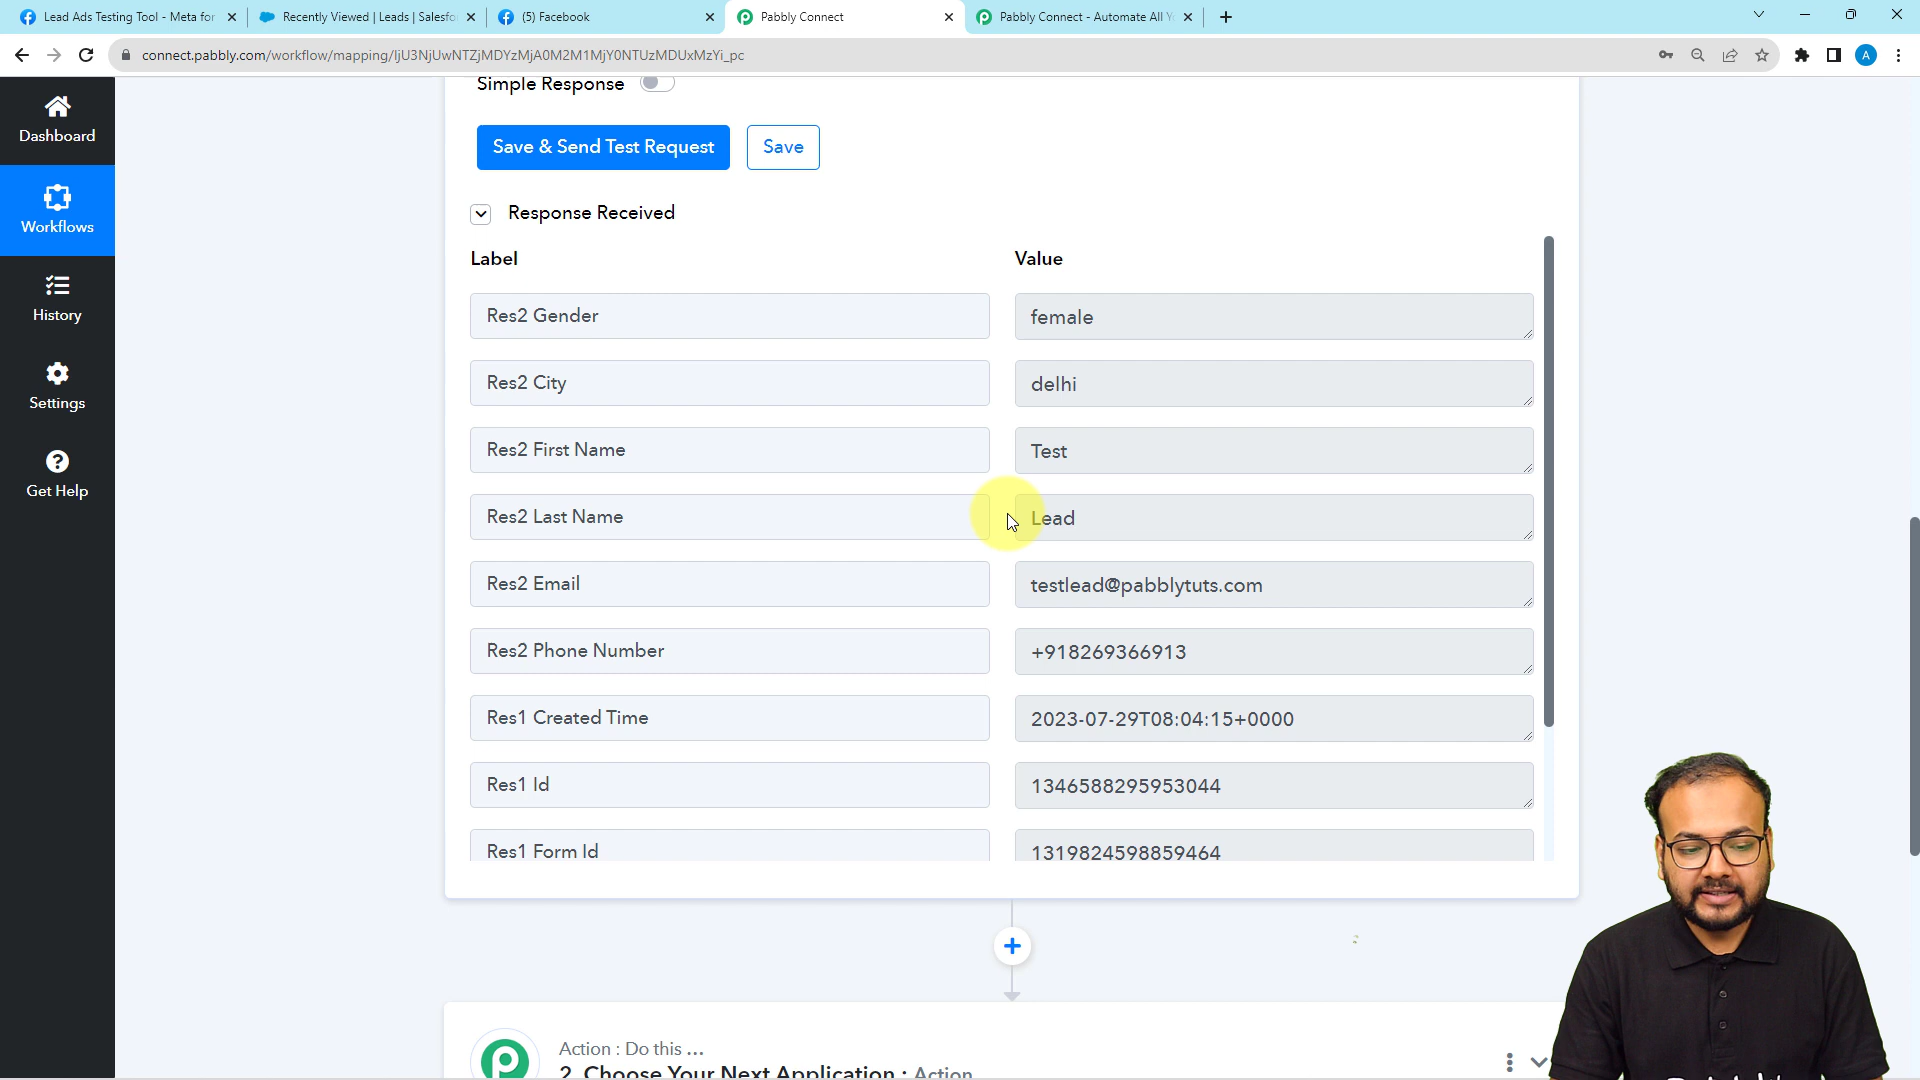 Lead Ads Testing Tool - Meta for
Recently Viewed | Leads | Salesfo
(5) Facebook
Pabbly Connect
Pabbly Connect - Automate All Y
connect.pabbly.com/workflow/mapping/IjU3NjUwNTZjMDYzMjA0M2M1MjY0NTUzMDUxMzYi_pc
A
Dashboard
Workflows
History
Settings
Get Help
Simple Response
Save & Send Test Request
Save
Response Received
Label
Value
Res2 Gender
female
Res2 City
delhi
Res2 First Name
Test
Res2 Last Name
Lead
Res2 Email
testlead@pabblytuts.com
Res2 Phone Number
+918269366913
Res1 Created Time
2023-07-29T08:04:15+0000
Res1 Id
1346588295953044
Res1 Form Id
1319824598859464
Action : Do this ...
2. Choose Your Next Application : Action